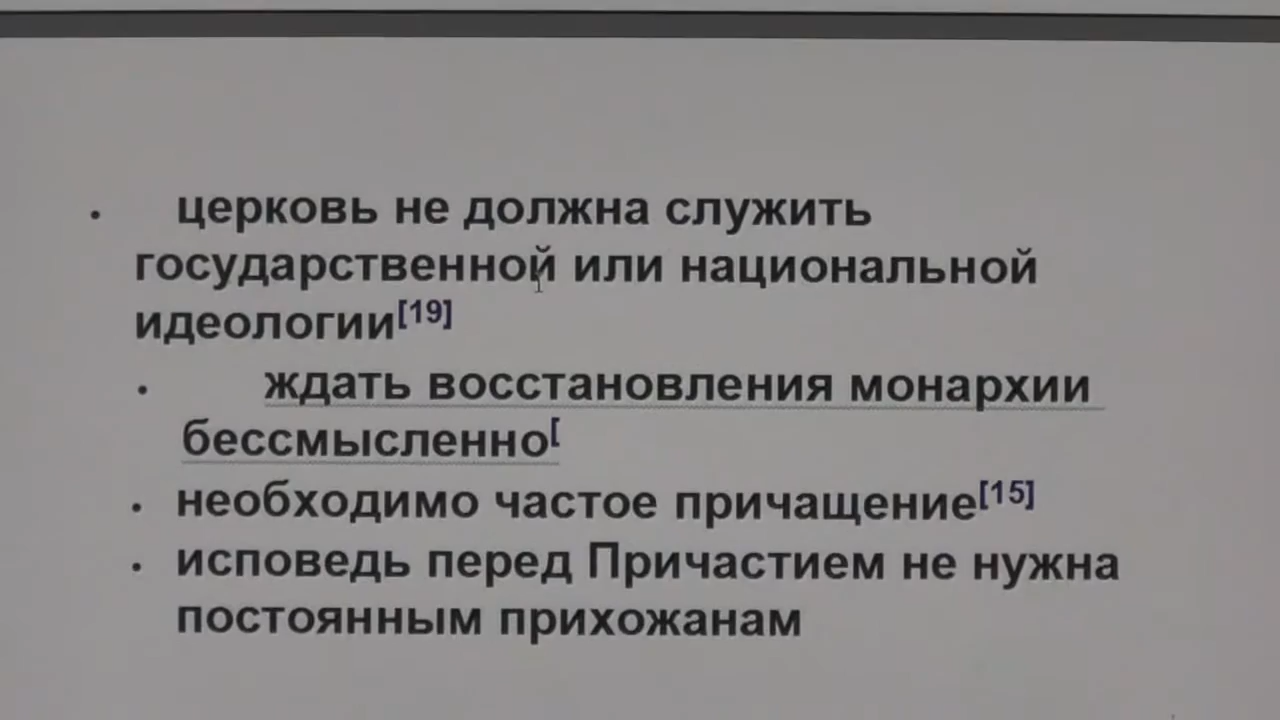 • церковь не должна служить
государственной или национальной
идеологии[19]
• ждать восстановления монархии
бессмысленно[
• необходимо частое причащение[15]
• исповедь перед Причастием не нужна
постоянным прихожанам